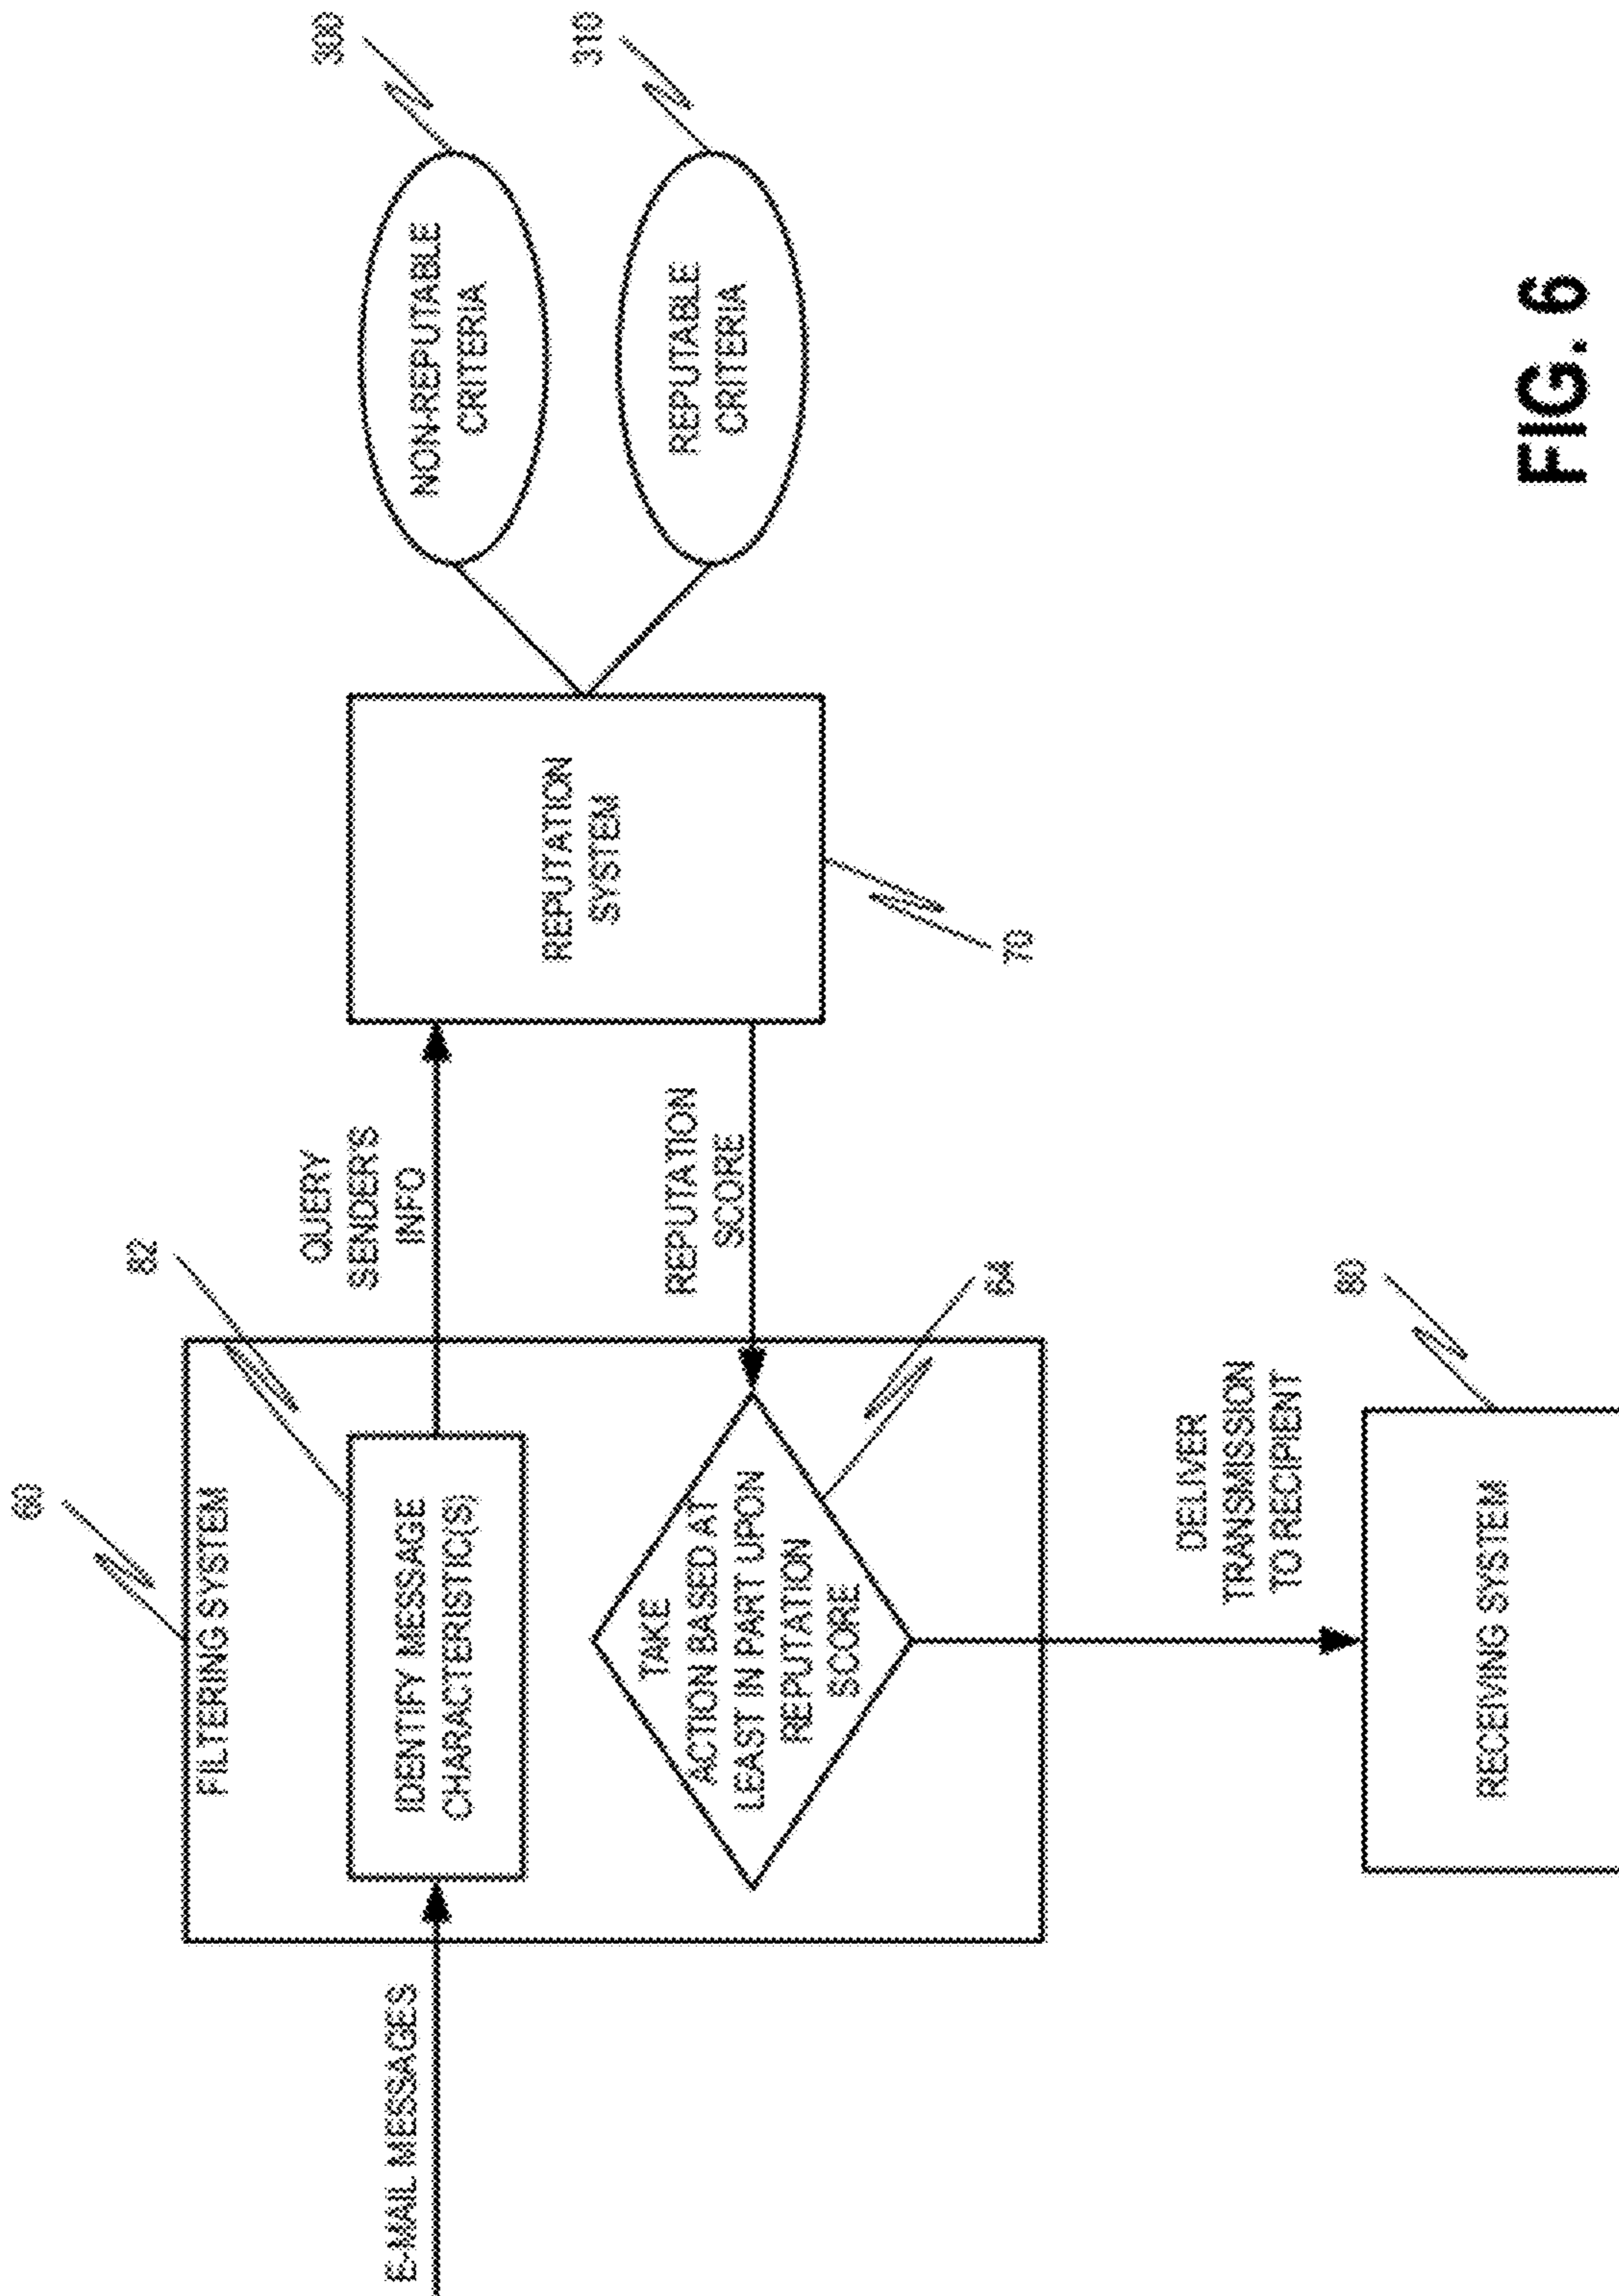 60
FILTERING SYSTEM
82
E-MAIL MESSAGES
IDENTIFY MESSAGE
CHARACTERISTIC(S)
QUERY
SENDER'S
INFO
REPUTATION
SYSTEM
70
NON-REPUTABLE
CRITERIA
300
REPUTABLE
CRITERIA
310
REPUTATION
SCORE
TAKE
ACTION BASED AT
LEAST IN PART UPON
REPUTATION
SCORE
64
DELIVER
TRANSMISSION
TO RECIPIENT
RECEIVING SYSTEM
80
FIG. 6